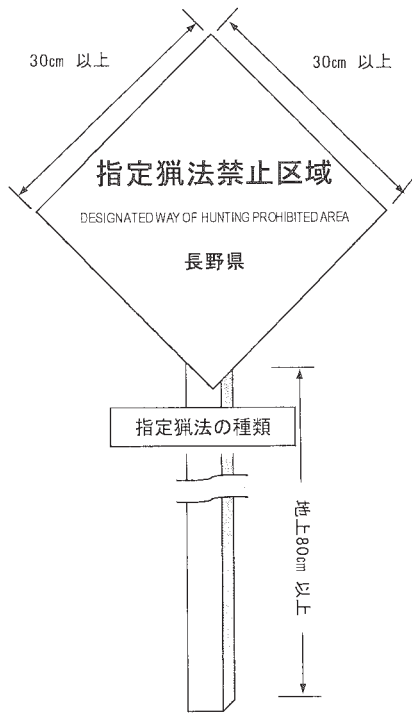 30cm 以上
30cm 以上
指定猟法禁止区域
DESIGNATED WAY OF HUNTING PROHIBITED AREA
長野県
指定猟法の種類
地上80cm 以上